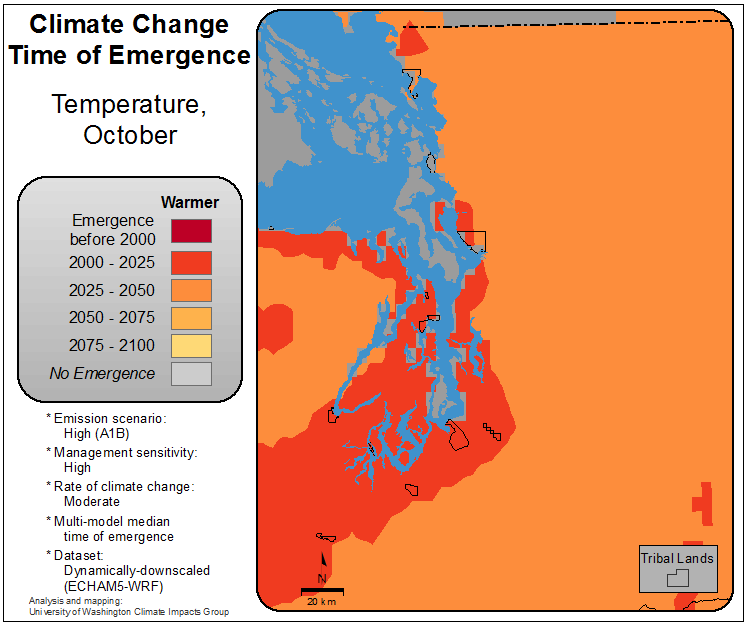 Climate Change
Time of Emergence
Temperature,
October
Warmer
Emergence
before 2000
2000 - 2025
2025 - 2050
2050 - 2075
2075 - 2100
No Emergence
* Emission scenario:
High (A1B)
* Management sensitivity:
High
* Rate of climate change:
Moderate
* Multi-model median
time of emergence
* Dataset:
Dynamically-downscaled
(ECHAM5-WRF)
Analysis and mapping:
University of Washington Climate Impacts Group
N
20 km
Tribal Lands